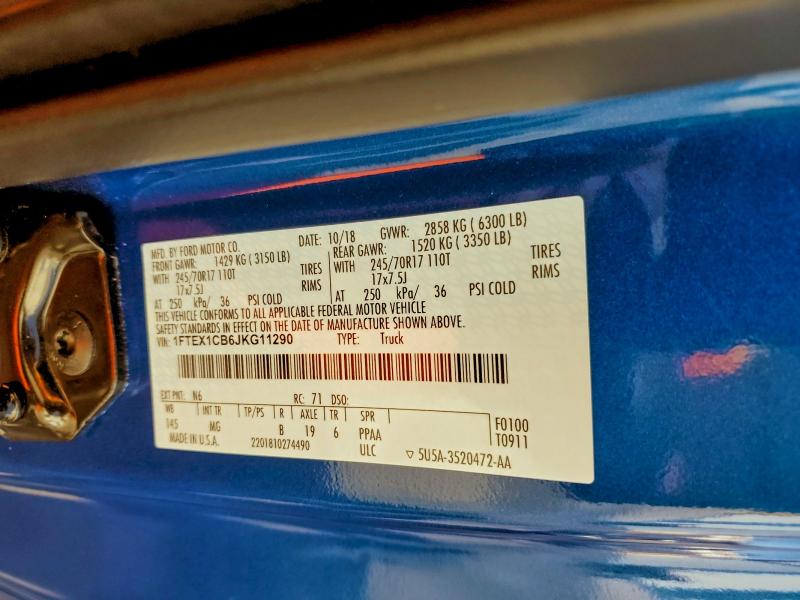 MFD. BY FORD MOTOR CO. DATE: 10/18 GVWR: 2858 KG ( 6300 LB)
FRONT GAWR: 1429 KG ( 3150 LB) REAR GAWR: 1520 KG ( 3350 LB)
WITH 245/70R17 110T TIRES WITH 245/70R17 110T TIRES
17x7.5J RIMS 17x7.5J RIMS
AT 250 kPa/ 36 PSI COLD AT 250 kPa/ 36 PSI COLD
THIS VEHICLE CONFORMS TO ALL APPLICABLE FEDERAL MOTOR VEHICLE
SAFETY STANDARDS IN EFFECT ON THE DATE OF MANUFACTURE SHOWN ABOVE.
VIN: 1FTEX1CB6JKG11290 TYPE: Truck
EXT PNT: N6 RC: 71 DSO:
WB INT TR TP/PS R AXLE TR SPR
145 MG B 19 6 PPAA F0100
MADE IN U.S.A. 2201810274490 ULC T0911
▽ 5U5A-3520472-AA